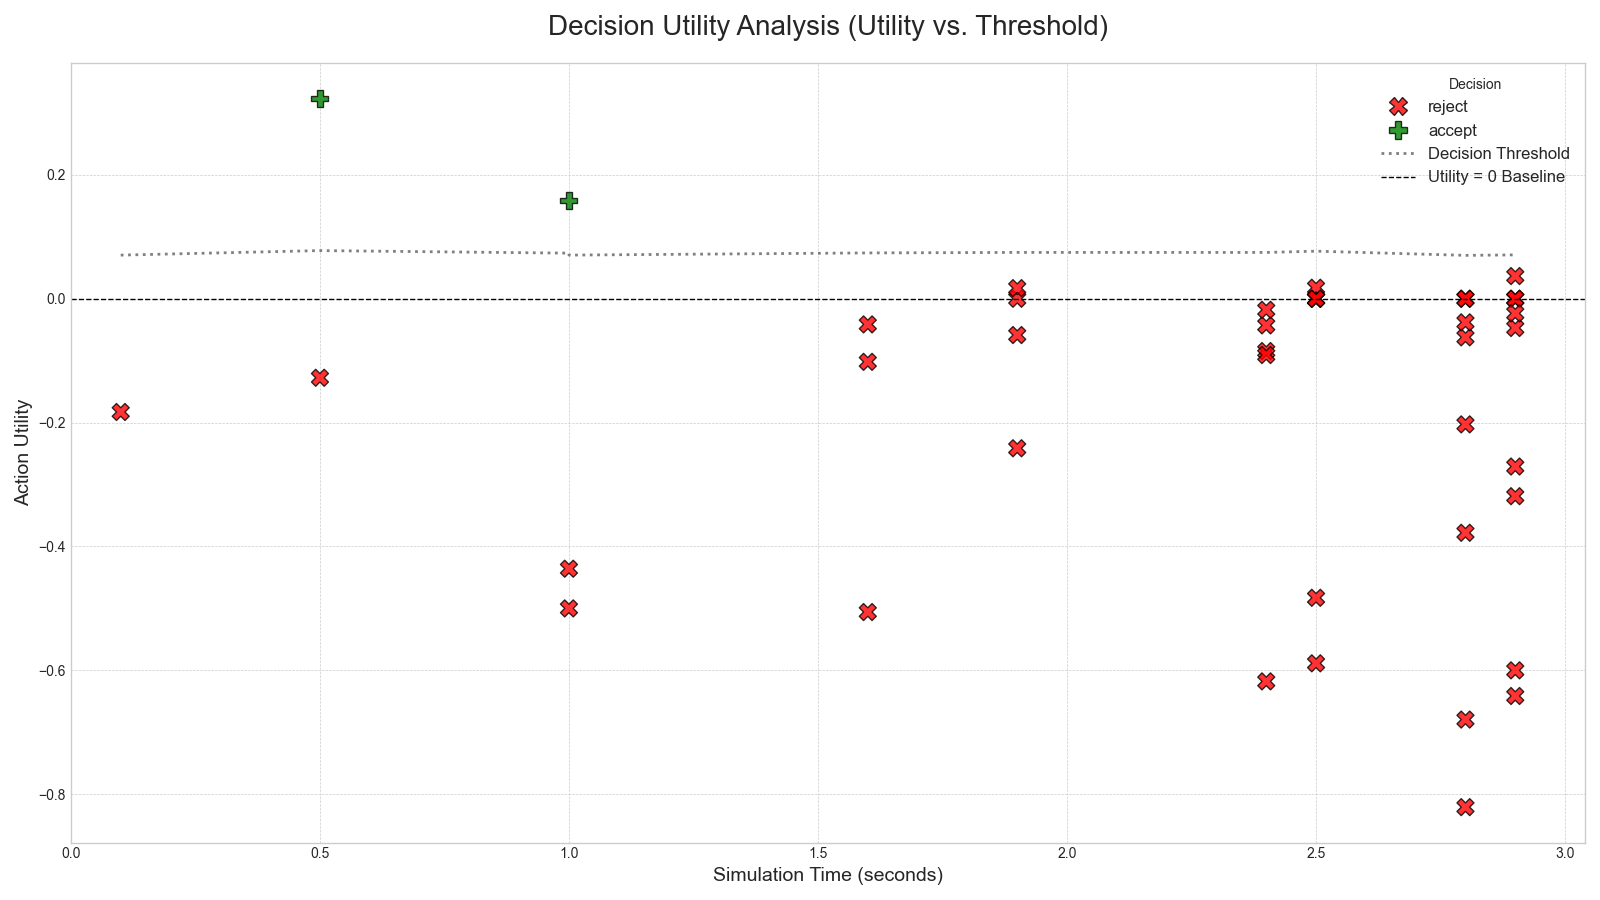 Decision Utility Analysis (Utility vs. Threshold)
Decision
reject
accept
Decision Threshold
Utility = 0 Baseline
Action Utility
0.2
0.0
−0.2
−0.4
−0.6
−0.8
0.0
0.5
1.0
1.5
2.0
2.5
3.0
Simulation Time (seconds)